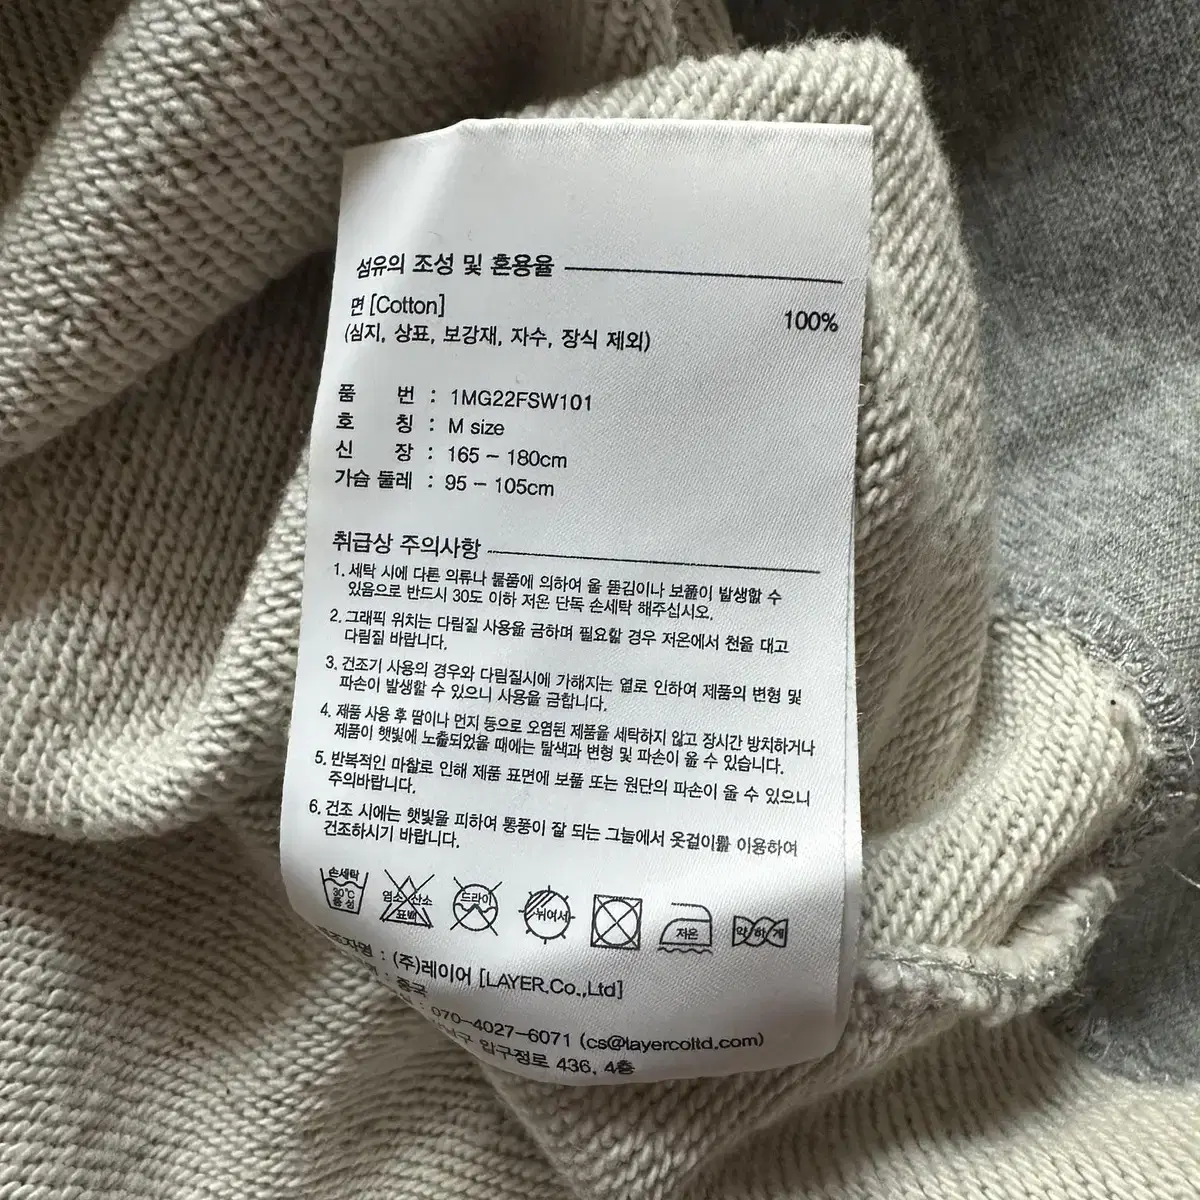 섬유의 조성 및 혼용율
면 [Cotton] 100%
(심지, 상표, 보강재, 자수, 장식 제외)
품 번 : 1MG22FSW101
호 칭 : M size
신 장 : 165 – 180cm
가슴 둘레 : 95 – 105cm
취급상 주의사항
1. 세탁 시에 다른 의류나 물품에 의하여 올 뜯김이나 보풀이 발생할 수
있음으로 반드시 30도 이하 저온 단독 손세탁 해주십시오.
2. 그래픽 위치는 다림질 사용을 금하며 필요할 경우 저온에서 천을 대고
다림질 바랍니다.
3. 건조기 사용의 경우와 다림질시에 가해지는 열로 인하여 제품의 변형 및
파손이 발생할 수 있으니 사용을 금합니다.
4. 제품 사용 후 땀이나 먼지 등으로 오염된 제품을 세탁하지 않고 장시간 방치하거나
제품이 햇빛에 노출되었을 때에는 탈색과 변형 및 파손이 올 수 있습니다.
5. 반복적인 마찰로 인해 제품 표면에 보풀 또는 원단의 파손이 올 수 있으니
주의바랍니다.
6. 건조 시에는 햇빛을 피하여 통풍이 잘 되는 그늘에서 옷걸이를 이용하여
건조하시기 바랍니다.
손세탁 30°C 중성 염소 산소 표백 드라이 뉘여서 저온 약하게
조자명 : (주)레이어 [LAYER.Co.,Ltd]
: 중국
: 070-4027-6071 (cs@layercoltd.com)
압구정로 436, 4층